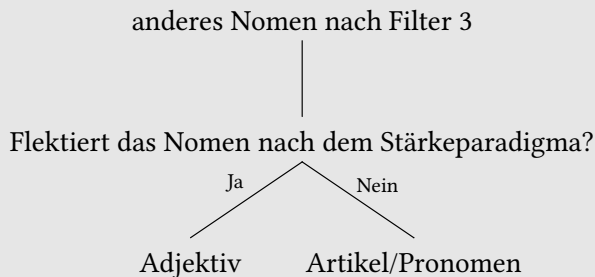 anderes Nomen nach Filter 3
Flektiert das Nomen nach dem Stärkeparadigma?
Ja Nein
Adjektiv Artikel/Pronomen